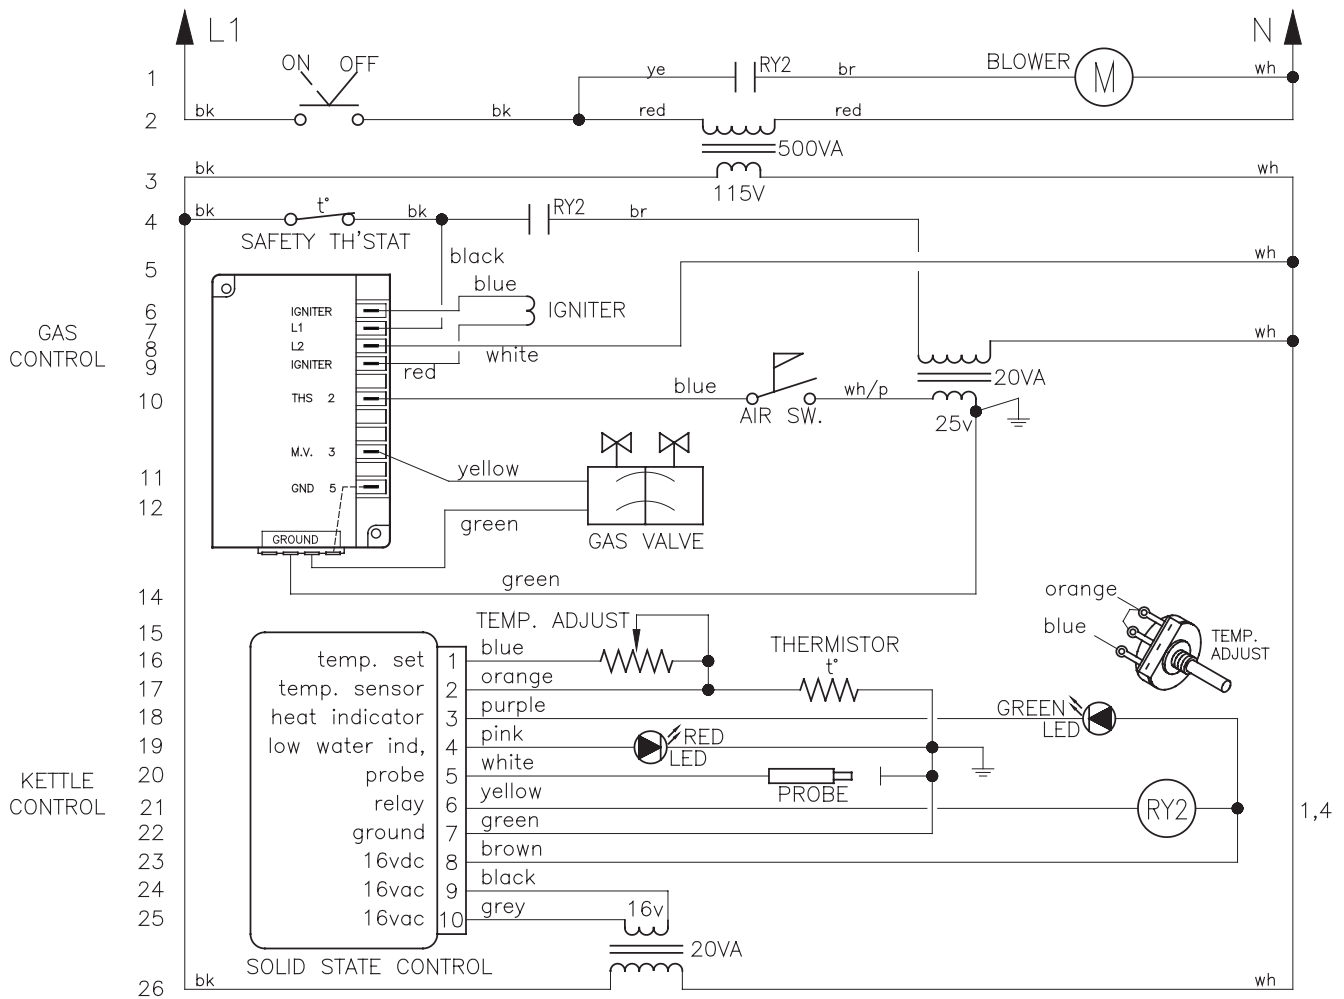 L1
N
ON OFF
1
ye
RY2
br
BLOWER
M
wh
2
bk
bk
red
red
500VA
3
bk
115V
wh
4
bk
t°
bk
RY2
br
SAFETY TH'STAT
5
black
wh
blue
6
IGNITER
IGNITER
7
L1
GAS
CONTROL
8
L2
white
wh
9
IGNITER
red
20VA
10
THS 2
blue
AIR SW.
wh/p
25v
M.V. 3
11
yellow
12
GND 5
green
GAS VALVE
GROUND
14
green
orange
blue
TEMP.
ADJUST
15
TEMP. ADJUST
16
temp. set
1
blue
THERMISTOR
t°
17
temp. sensor
2
orange
18
heat indicator
3
purple
GREEN
LED
19
low water ind,
4
pink
RED
LED
KETTLE
CONTROL
20
probe
5
white
PROBE
21
relay
6
yellow
RY2
1,4
22
ground
7
green
23
16vdc
8
brown
24
16vac
9
black
25
16vac
10
grey
16v
20VA
SOLID STATE CONTROL
26
bk
wh